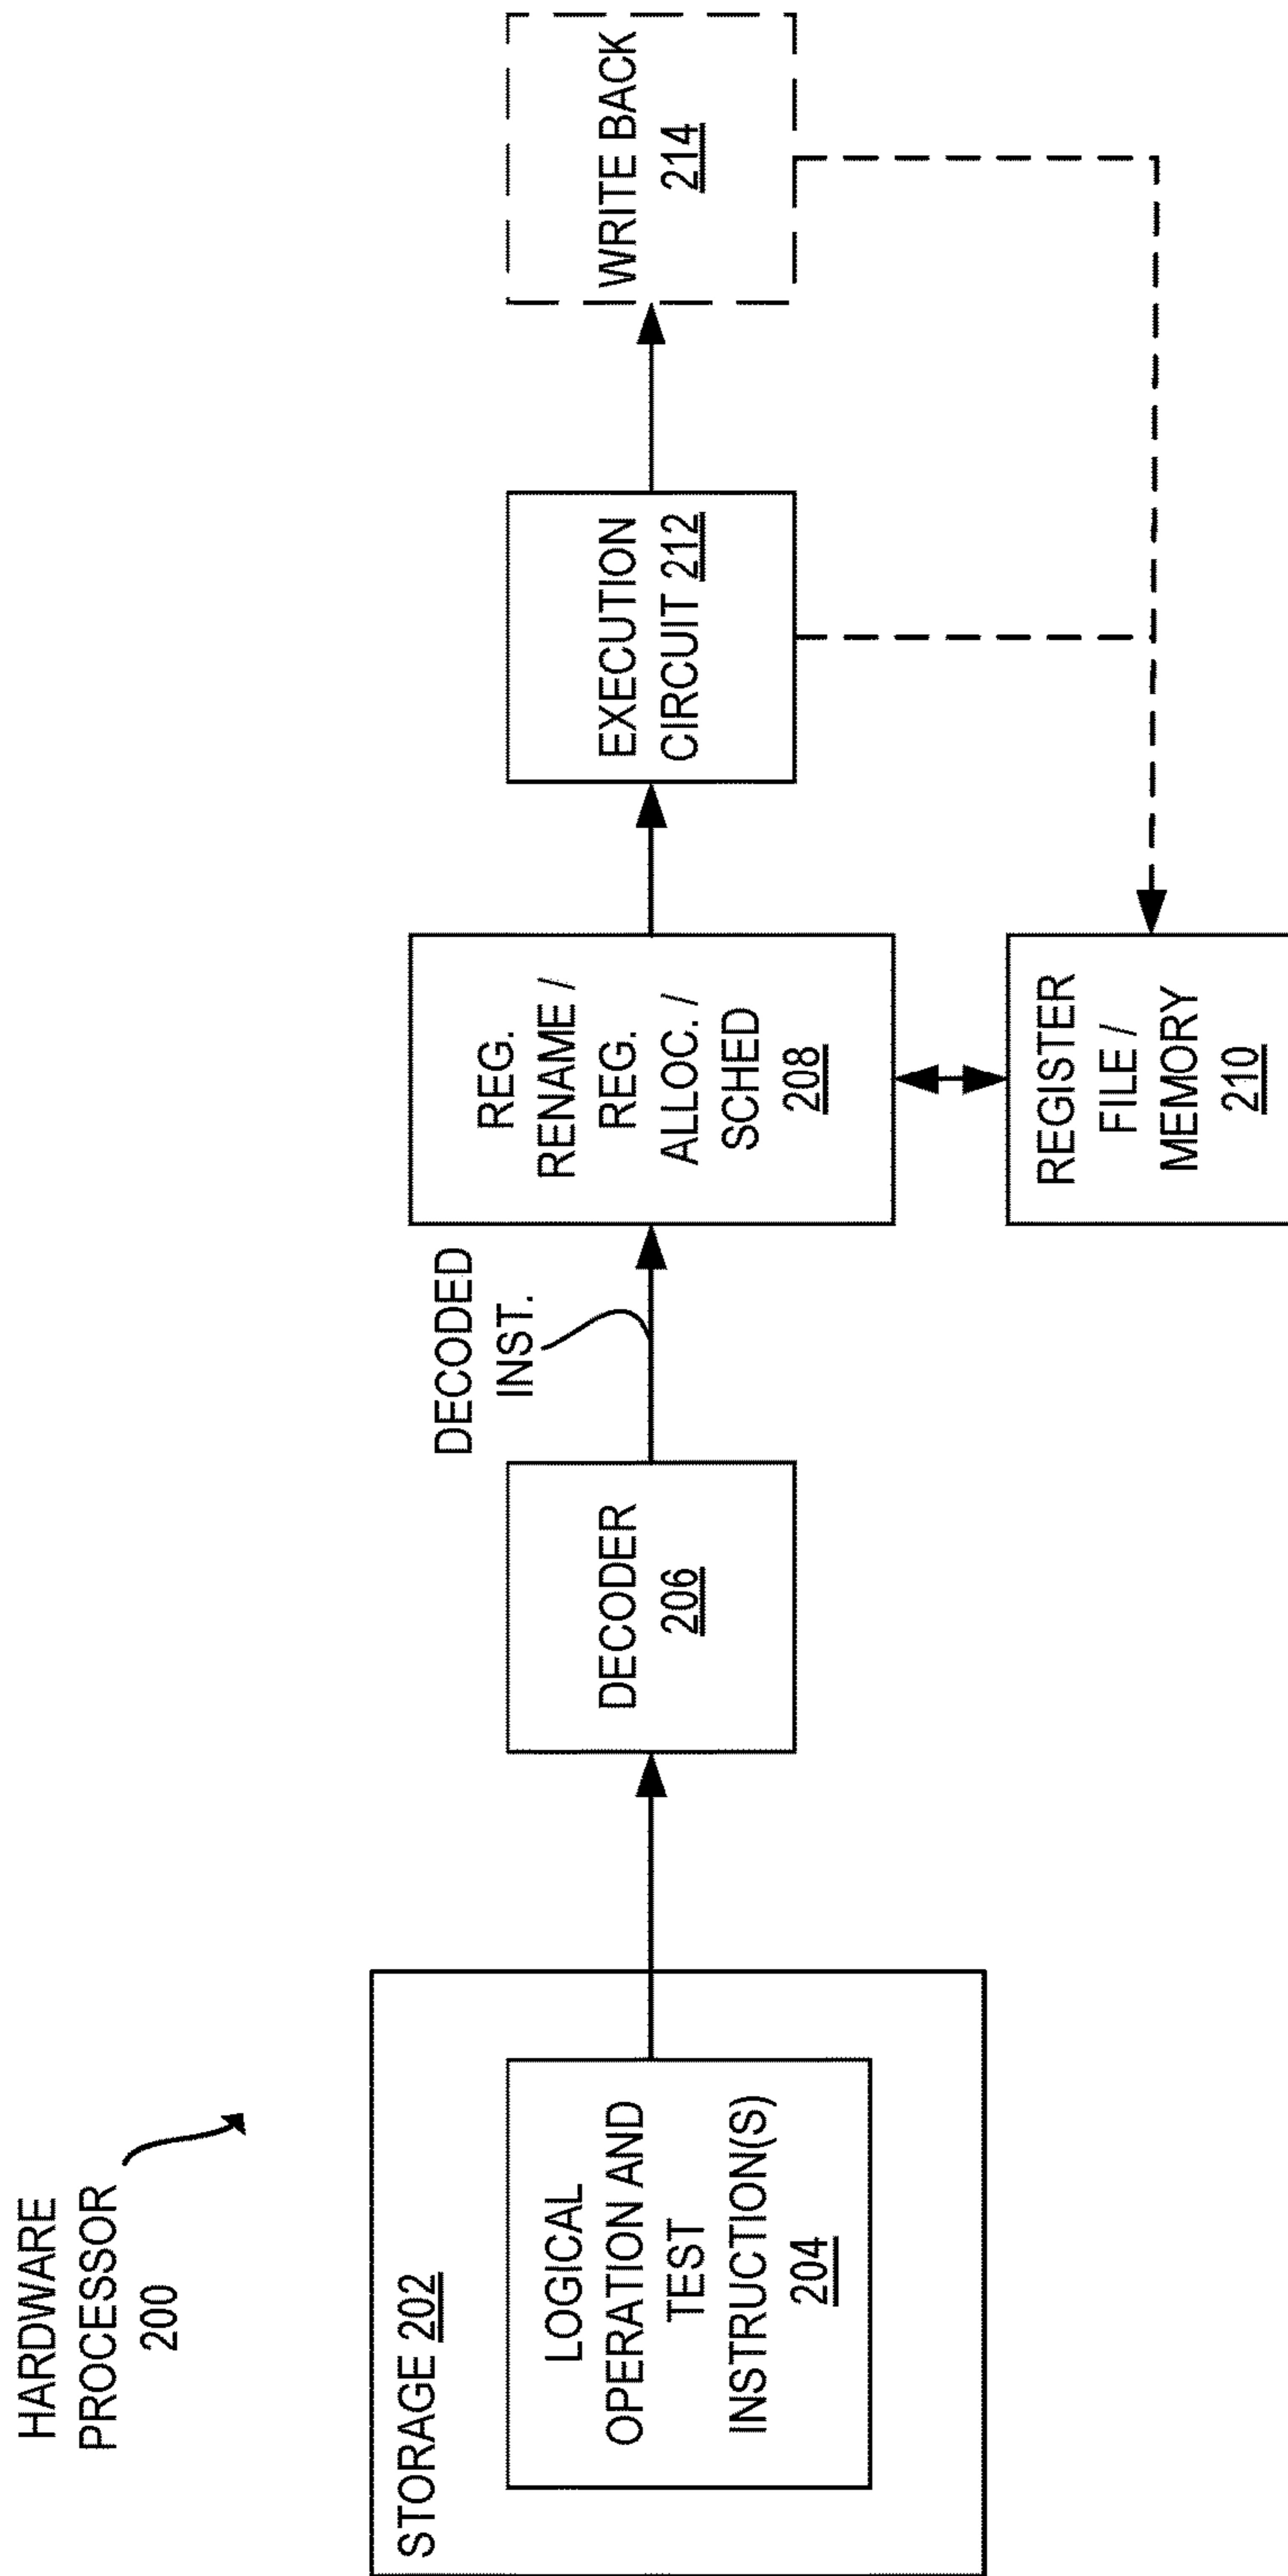 HARDWARE
PROCESSOR
200
STORAGE 202
LOGICAL
OPERATION AND
TEST
INSTRUCTION(S)
204
DECODER
206
DECODED
INST.
REG.
RENAME /
REG.
ALLOC. /
SCHED
208
REGISTER
FILE /
MEMORY
210
EXECUTION
CIRCUIT 212
WRITE BACK
214